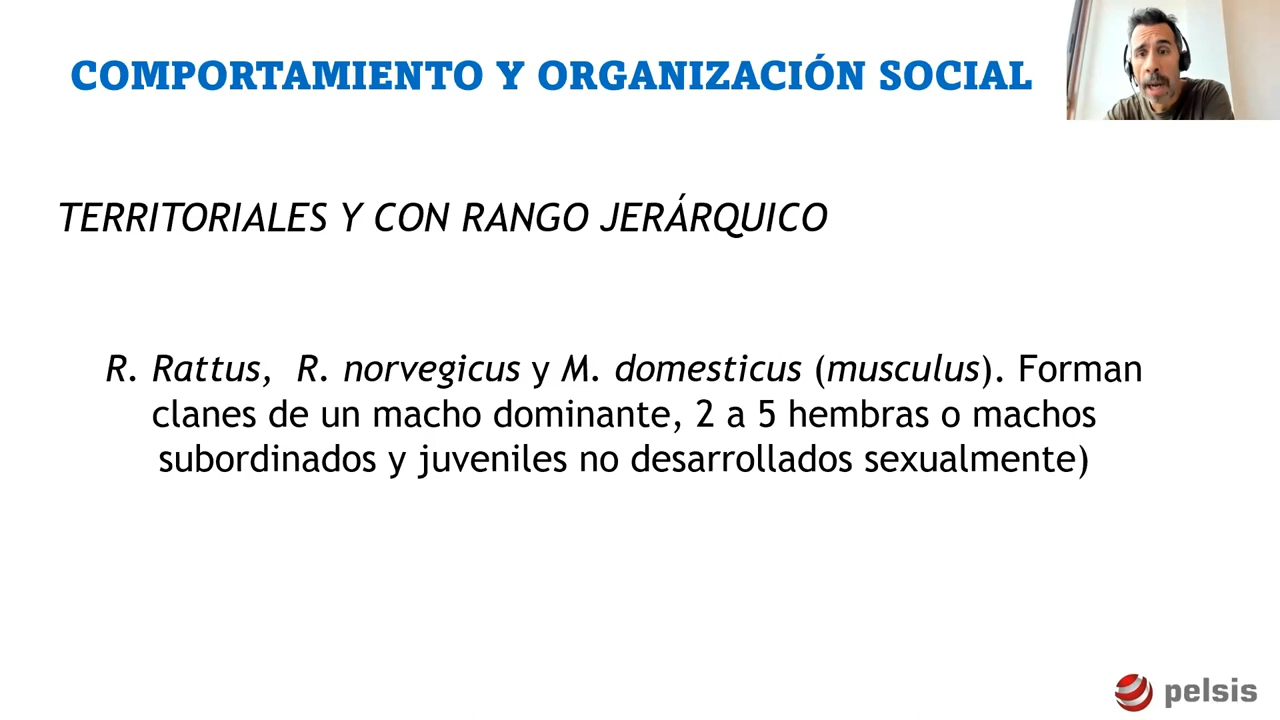 COMPORTAMIENTO Y ORGANIZACIÓN SOCIAL
TERRITORIALES Y CON RANGO JERÁRQUICO
R. Rattus, R. norvegicus y M. domesticus (musculus). Forman
clanes de un macho dominante, 2 a 5 hembras o machos
subordinados y juveniles no desarrollados sexualmente)
pelsis